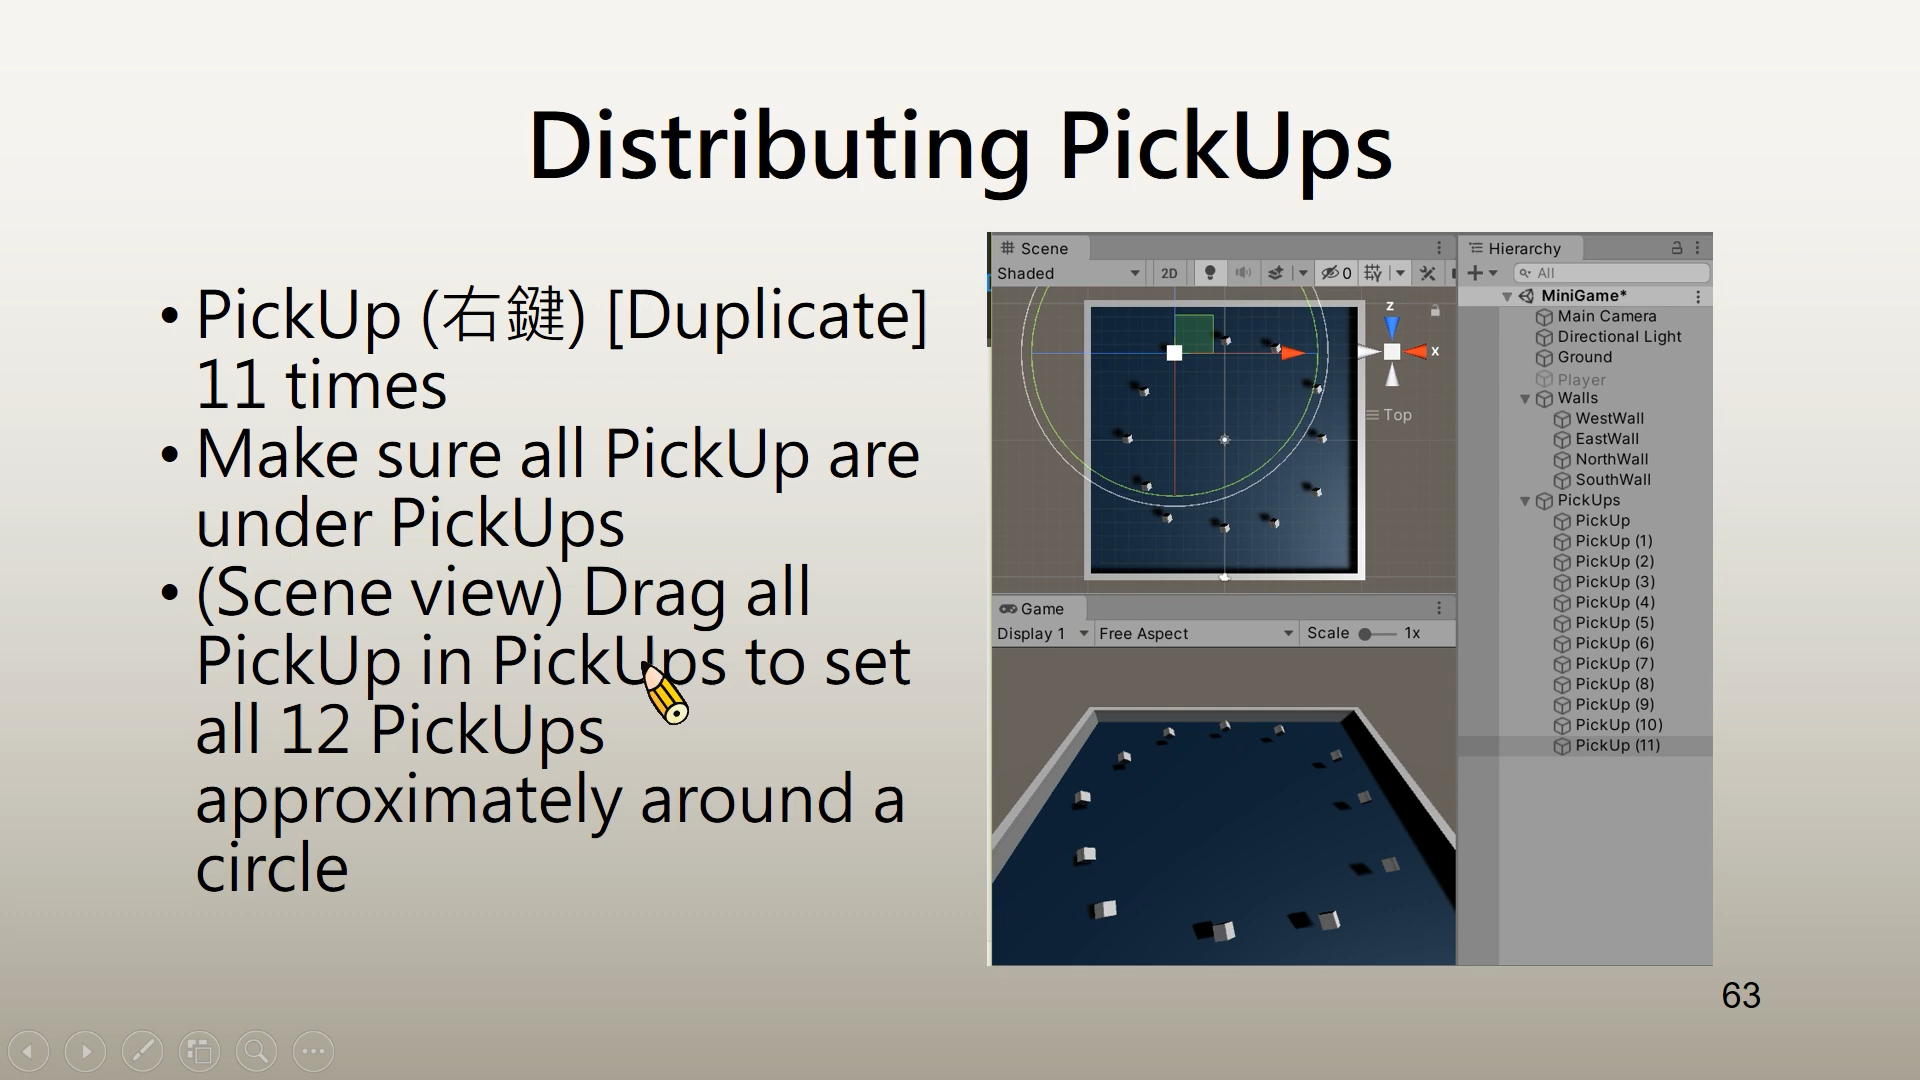 Distributing PickUps
• PickUp (右鍵) [Duplicate]
11 times
• Make sure all PickUp are
under PickUps
• (Scene view) Drag all
PickUp in PickUps to set
all 12 PickUps
approximately around a
circle
Scene
Shaded
2D
0
z
x
Top
Game
Display 1
Free Aspect
Scale
1x
Hierarchy
All
MiniGame*
Main Camera
Directional Light
Ground
Player
Walls
WestWall
EastWall
NorthWall
SouthWall
PickUps
PickUp
PickUp (1)
PickUp (2)
PickUp (3)
PickUp (4)
PickUp (5)
PickUp (6)
PickUp (7)
PickUp (8)
PickUp (9)
PickUp (10)
PickUp (11)
63